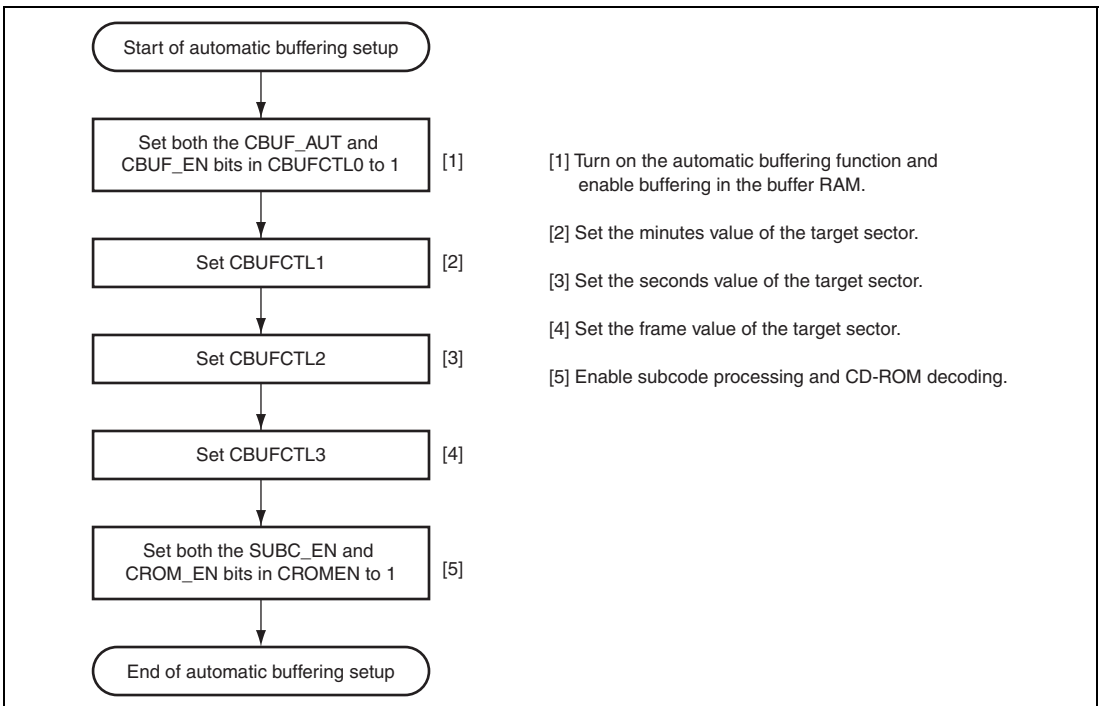 Start of automatic buffering setup
Set both the CBUF_AUT and
CBUF_EN bits in CBUFCTL0 to 1
[1]
Set CBUFCTL1
[2]
Set CBUFCTL2
[3]
Set CBUFCTL3
[4]
Set both the SUBC_EN and
CROM_EN bits in CROMEN to 1
[5]
End of automatic buffering setup
[1] Turn on the automatic buffering function and
enable buffering in the buffer RAM.
[2] Set the minutes value of the target sector.
[3] Set the seconds value of the target sector.
[4] Set the frame value of the target sector.
[5] Enable subcode processing and CD-ROM decoding.